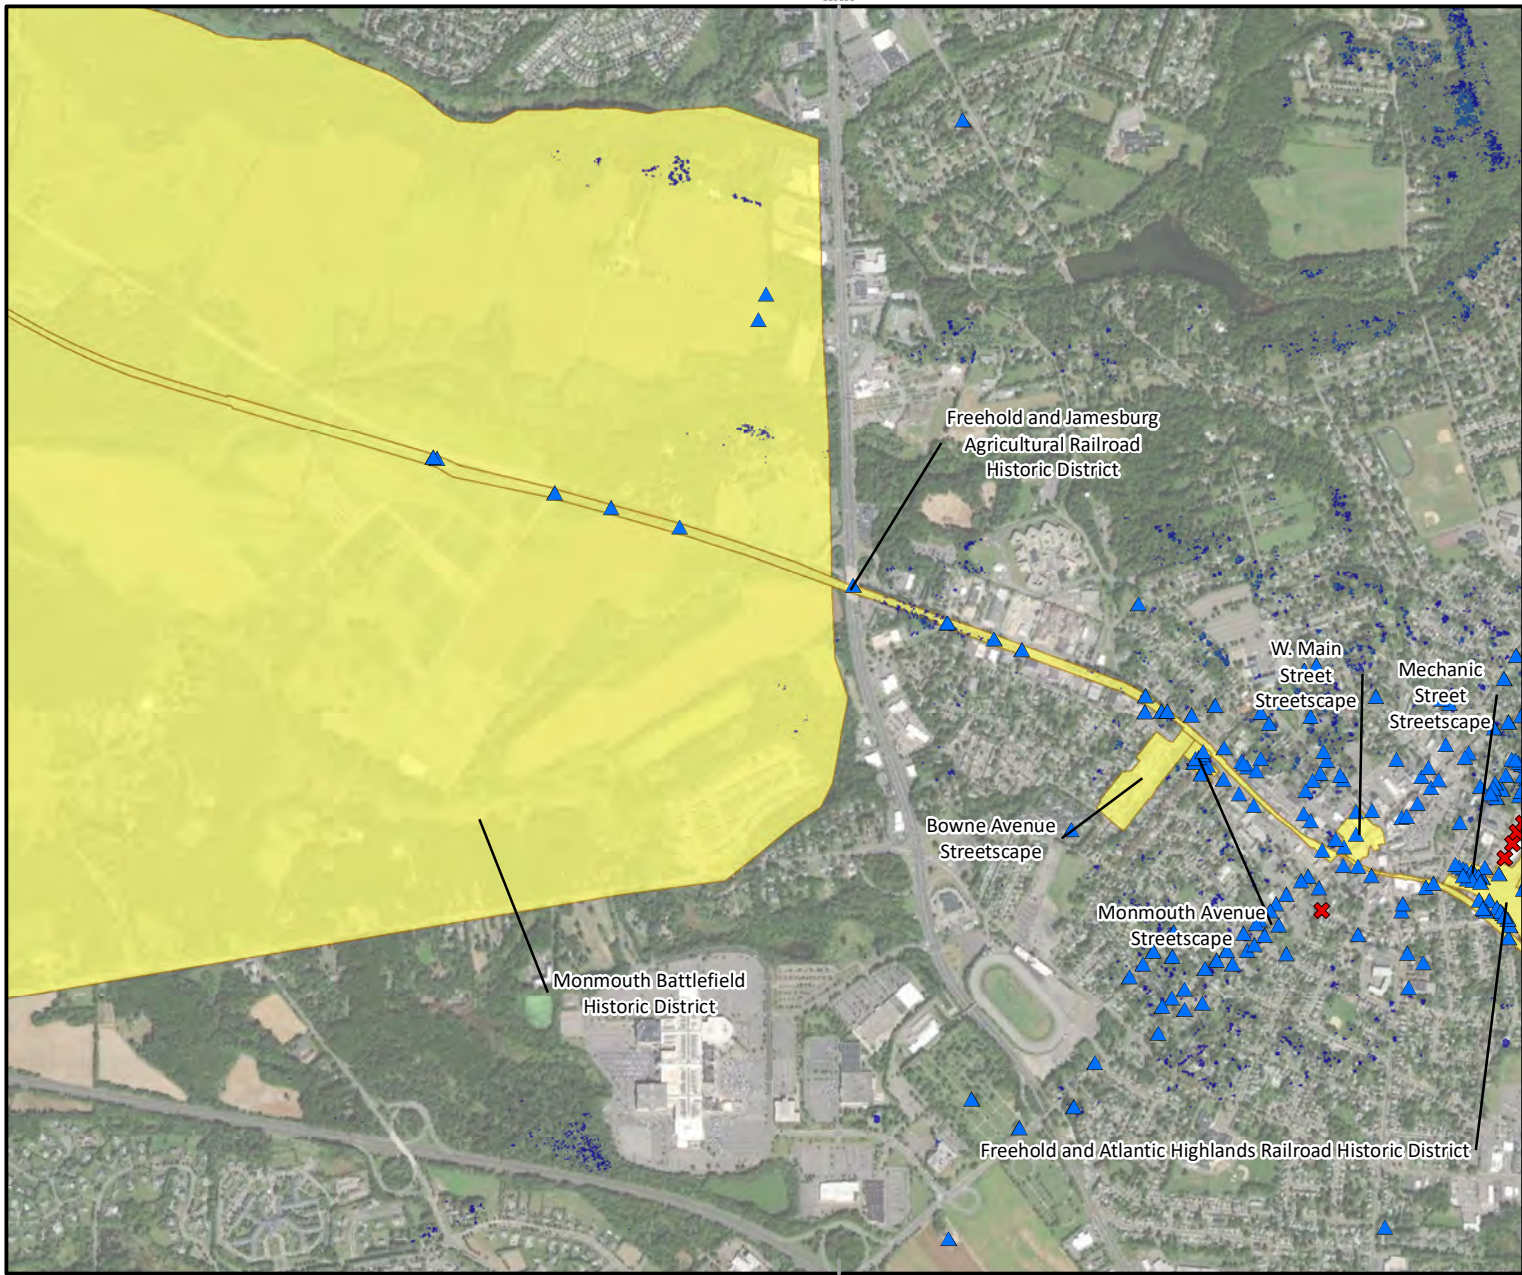 Freehold and Jamesburg
Agricultural Railroad
Historic District
W. Main
Street
Streetscape
Mechanic
Street
Streetscape
Bowne Avenue
Streetscape
Monmouth Avenue
Streetscape
Monmouth Battlefield
Historic District
Freehold and Atlantic Highlands Railroad Historic District